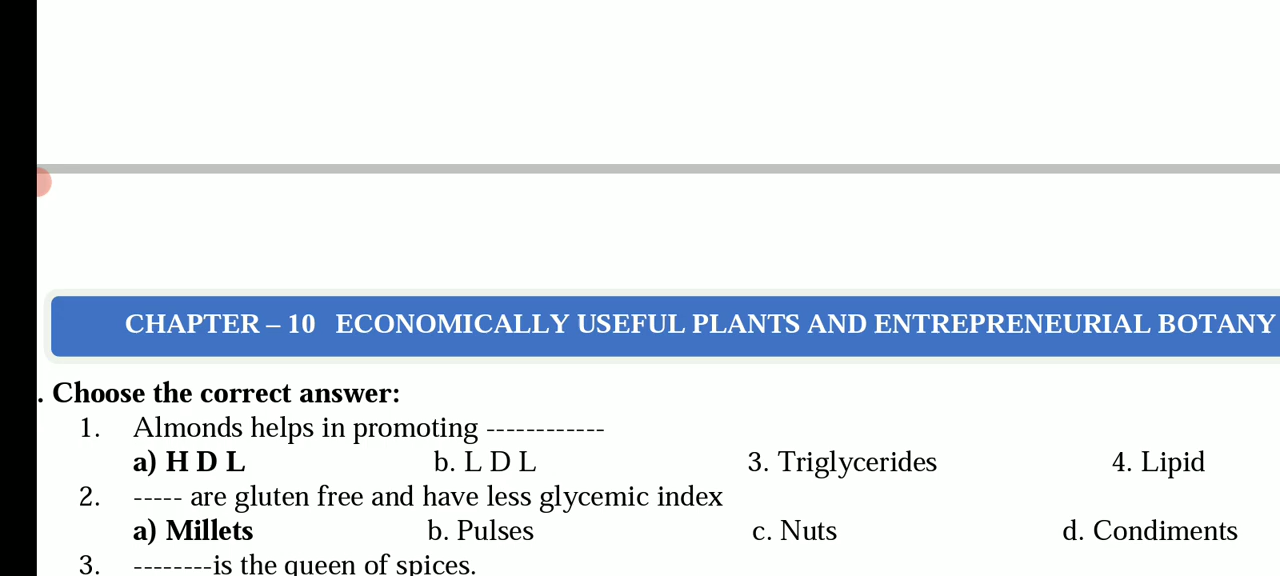 CHAPTER – 10 ECONOMICALLY USEFUL PLANTS AND ENTREPRENEURIAL BOTANY
. Choose the correct answer:
1. Almonds helps in promoting ------------
a) H D L b. L D L 3. Triglycerides 4. Lipid
2. ----- are gluten free and have less glycemic index
a) Millets b. Pulses c. Nuts d. Condiments
3. --------is the queen of spices.